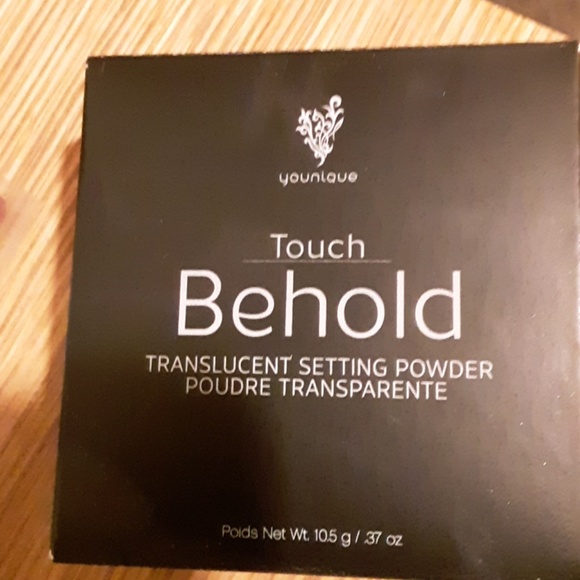 younique
Touch
Behold
TRANSLUCENT SETTING POWDER
POUDRE TRANSPARENTE
Poids Net Wt. 10.5 g / .37 oz